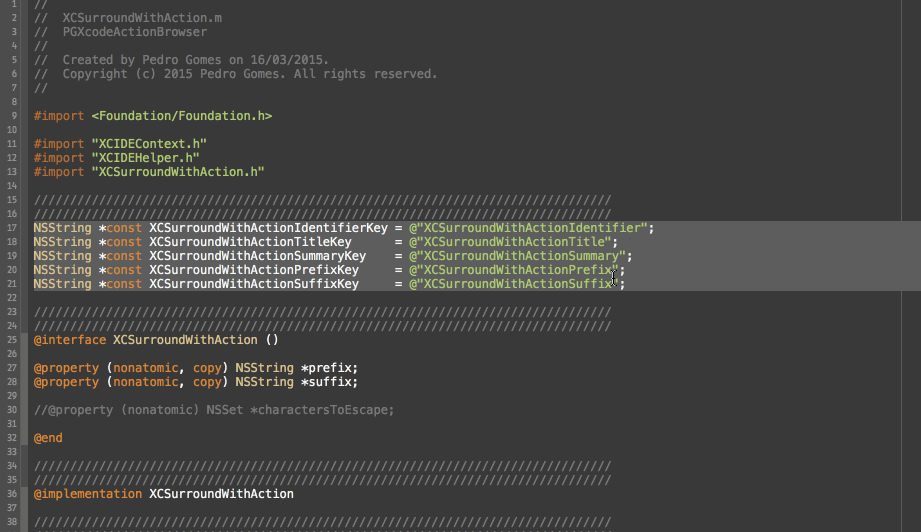 1 //
2 //  XCSurroundWithAction.m
3 //  PGXcodeActionBrowser
4 //
5 //  Created by Pedro Gomes on 16/03/2015.
6 //  Copyright (c) 2015 Pedro Gomes. All rights reserved.
7 //
8
9 #import <Foundation/Foundation.h>
10
11 #import "XCIDEContext.h"
12 #import "XCIDEHelper.h"
13 #import "XCSurroundWithAction.h"
14
15 ////////////////////////////////////////////////////////////////////////////////
16 ////////////////////////////////////////////////////////////////////////////////
17 NSString *const XCSurroundWithActionIdentifierKey = @"XCSurroundWithActionIdentifier";
18 NSString *const XCSurroundWithActionTitleKey      = @"XCSurroundWithActionTitle";
19 NSString *const XCSurroundWithActionSummaryKey    = @"XCSurroundWithActionSummary";
20 NSString *const XCSurroundWithActionPrefixKey     = @"XCSurroundWithActionPrefix";
21 NSString *const XCSurroundWithActionSuffixKey     = @"XCSurroundWithActionSuffix";
22
23 ////////////////////////////////////////////////////////////////////////////////
24 ////////////////////////////////////////////////////////////////////////////////
25 @interface XCSurroundWithAction ()
26
27 @property (nonatomic, copy) NSString *prefix;
28 @property (nonatomic, copy) NSString *suffix;
29
30 //@property (nonatomic) NSSet *charactersToEscape;
31
32 @end
33
34 ////////////////////////////////////////////////////////////////////////////////
35 ////////////////////////////////////////////////////////////////////////////////
36 @implementation XCSurroundWithAction
37
38 ////////////////////////////////////////////////////////////////////////////////